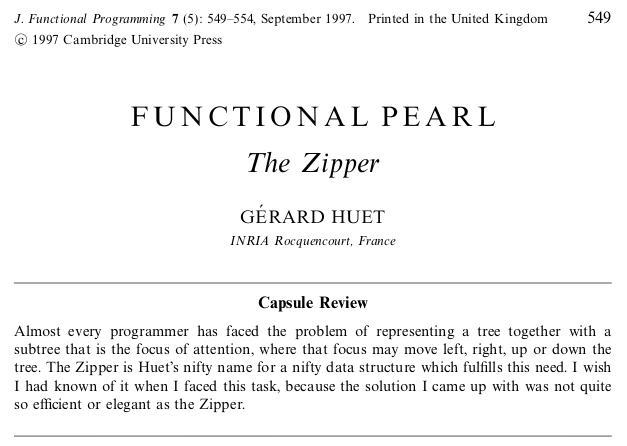 J. Functional Programming 7 (5): 549–554, September 1997. Printed in the United Kingdom 549
© 1997 Cambridge University Press
FUNCTIONAL PEARL
The Zipper
GÉRARD HUET
INRIA Rocquencourt, France
Capsule Review
Almost every programmer has faced the problem of representing a tree together with a
subtree that is the focus of attention, where that focus may move left, right, up or down the
tree. The Zipper is Huet's nifty name for a nifty data structure which fulfills this need. I wish
I had known of it when I faced this task, because the solution I came up with was not quite
so efficient or elegant as the Zipper.